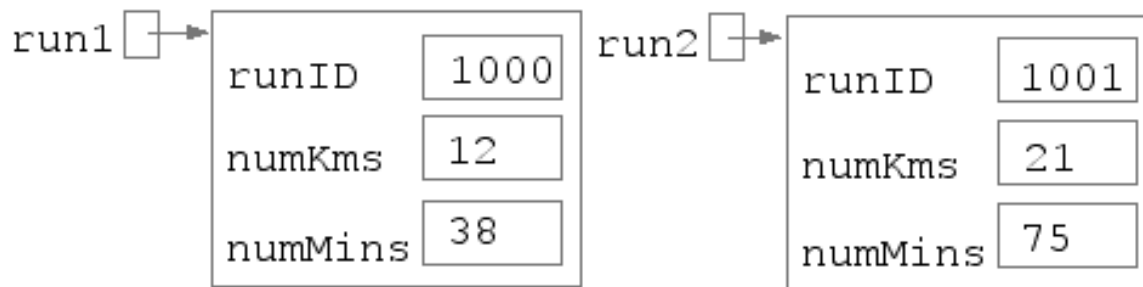 run1
runID 1000
numKms 12
numMins 38
run2
runID 1001
numKms 21
numMins 75